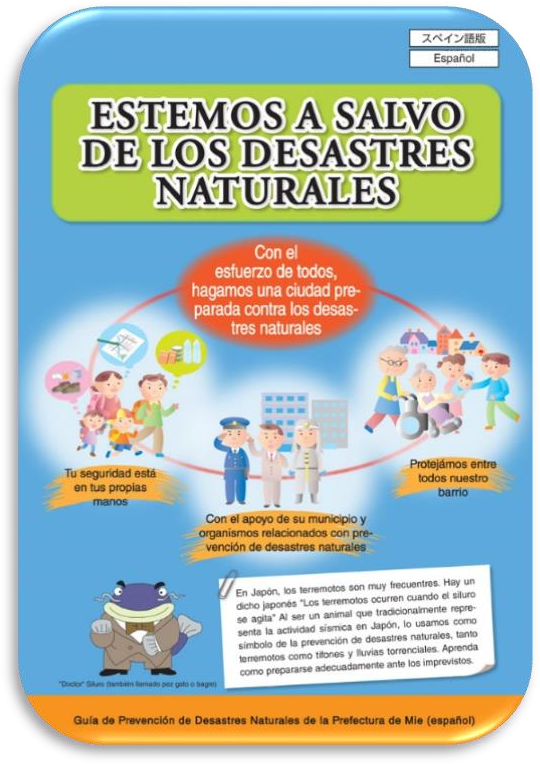 スペイン語版
Español
ESTEMOS A SALVO
DE LOS DESASTRES
NATURALES
Con el
esfuerzo de todos,
hagamos una ciudad pre-
parada contra los desas-
tres naturales
Tu seguridad está
en tus propias
manos
Con el apoyo de su municipio y
organismos relacionados con pre-
vención de desastres naturales
Protejámos entre
todos nuestro
barrio
En Japón, los terremotos son muy frecuentres. Hay un
dicho japonés "Los terremotos ocurren cuando el siluro
se agita" Al ser un animal que tradicionalmente repre-
senta la actividad sísmica en Japón, lo usamos como
símbolo de la prevención de desastres naturales, tanto
terremotos como tifones y lluvias torrenciales. Aprenda
como prepararse adecuadamente ante los imprevistos.
"Doctor" Siluro (también llamado pez gato o bagre)
Guía de Prevención de Desastres Naturales de la Prefectura de Mie (español)